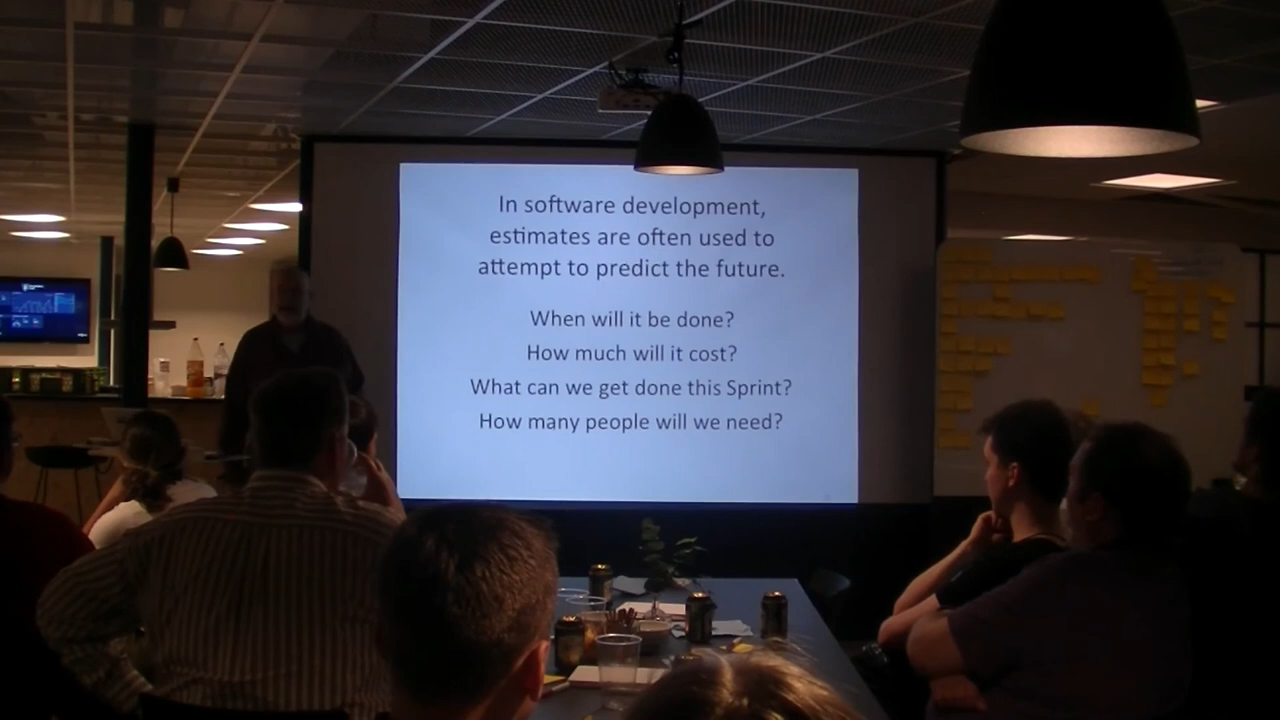 In software development,
estimates are often used to
attempt to predict the future.
When will it be done?
How much will it cost?
What can we get done this Sprint?
How many people will we need?